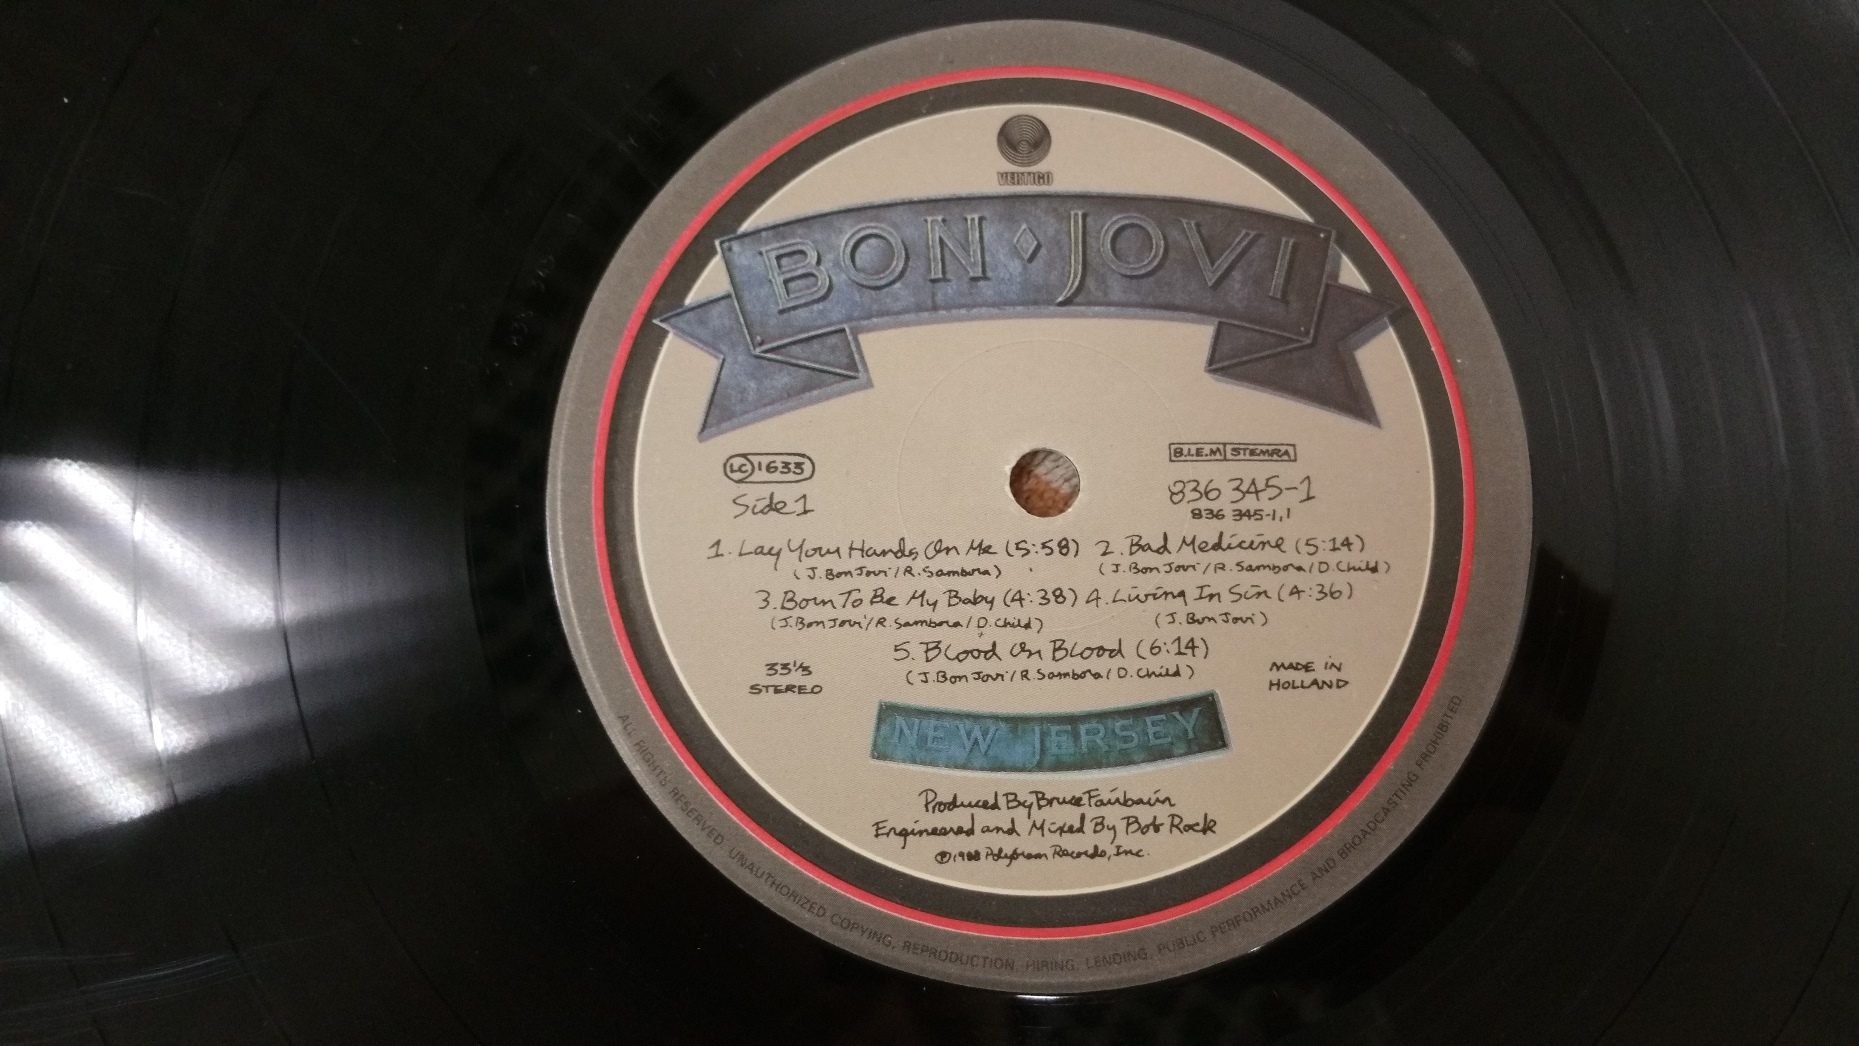 VERTIGO
BON JOVI
LC 1633
B.I.E.M STEMRA
Side 1
836 345-1
836 345-1,1
1. Lay Your Hands On Me (5:58) 2. Bad Medicine (5:14)
(J. Bon Jovi/R. Sambora) (J. Bon Jovi/R. Sambora/D. Child)
3. Born To Be My Baby (4:38) 4. Living In Sin (4:36)
(J. Bon Jovi/R. Sambora/D. Child) (J. Bon Jovi)
5. Blood On Blood (6:14)
(J. Bon Jovi/R. Sambora/D. Child)
33 1/3
STEREO
MADE IN
HOLLAND
NEW JERSEY
Produced By Bruce Fairbairn
Engineered and Mixed By Bob Rock
℗1988 Polygram Records, Inc.
ALL RIGHTS RESERVED. UNAUTHORIZED COPYING, REPRODUCTION, HIRING, LENDING, PUBLIC PERFORMANCE AND BROADCASTING PROHIBITED